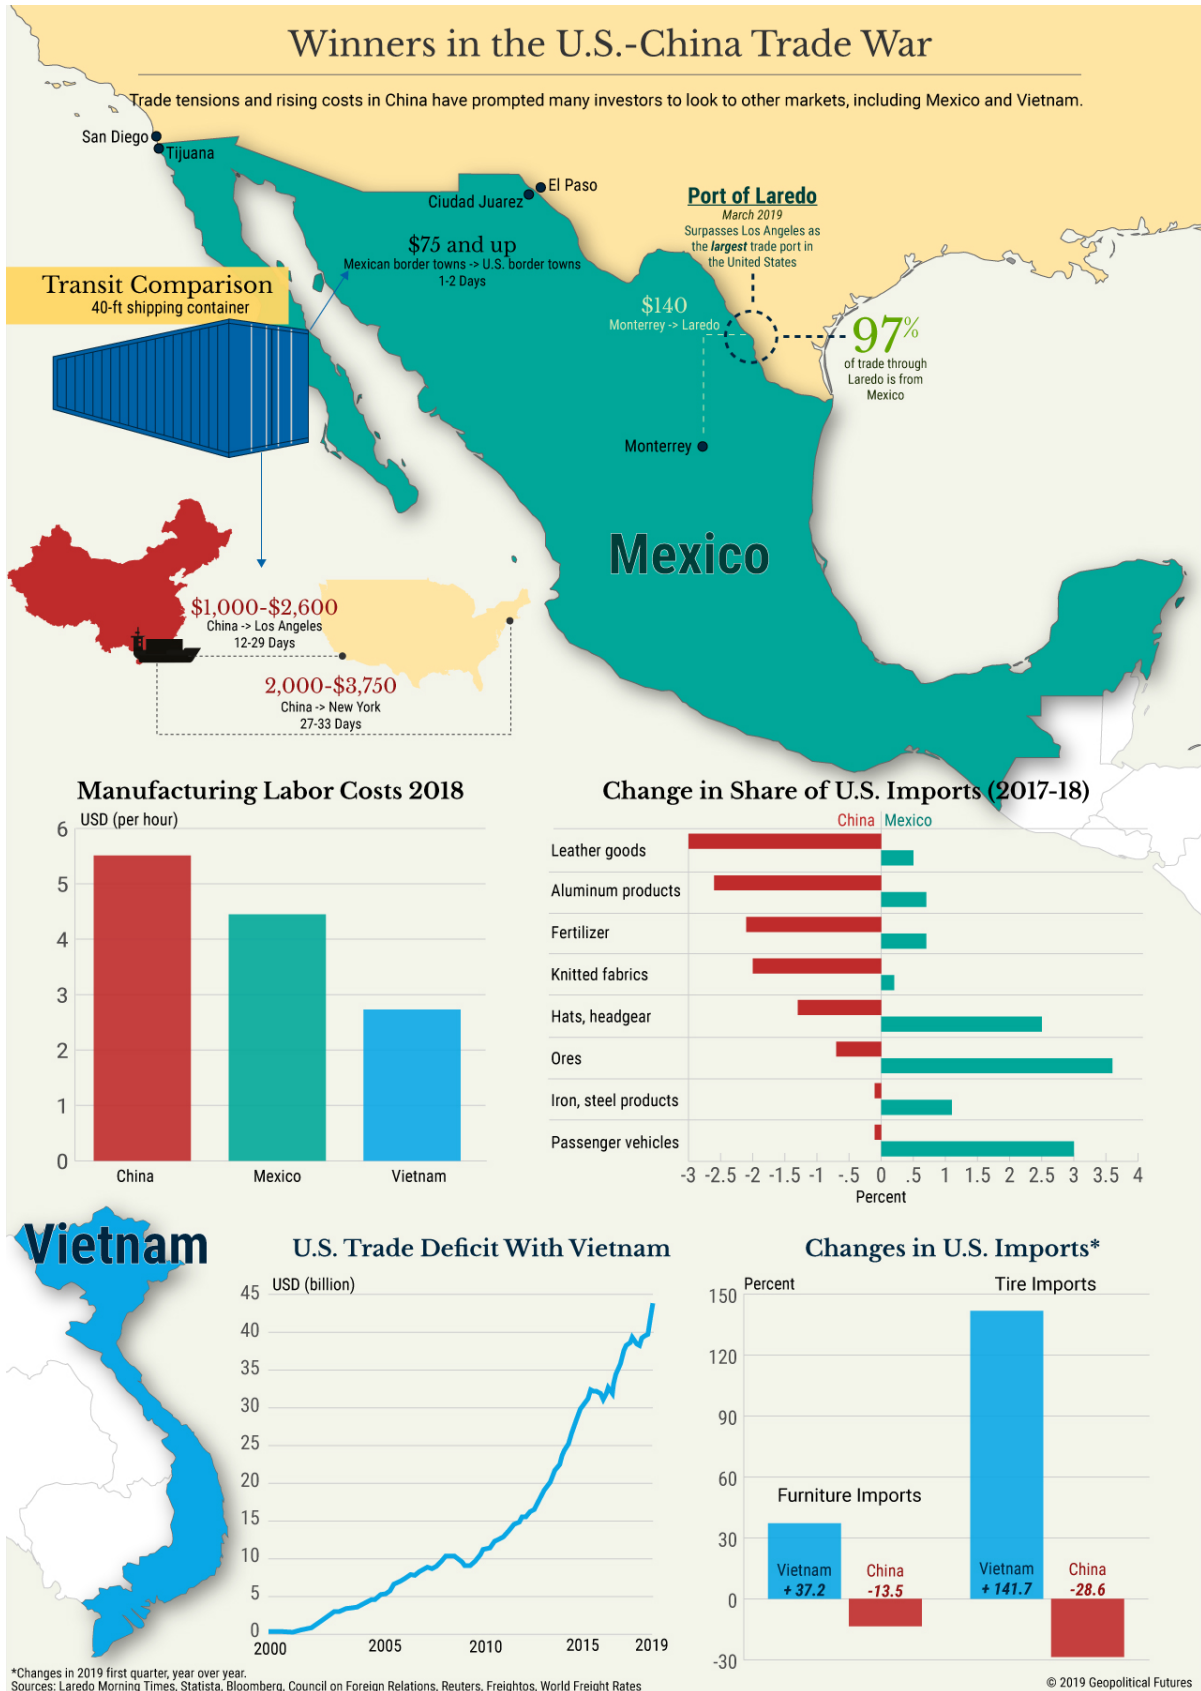 Winners in the U.S.-China Trade War
Trade tensions and rising costs in China have prompted many investors to look to other markets, including Mexico and Vietnam.
San Diego
Tijuana
El Paso
Ciudad Juarez
Port of Laredo
March 2019
Surpasses Los Angeles as
the largest trade port in
the United States
$75 and up
Mexican border towns -> U.S. border towns
1-2 Days
Transit Comparison
40-ft shipping container
$140
Monterrey -> Laredo
97%
of trade through
Laredo is from
Mexico
Monterrey
Mexico
$1,000-$2,600
China -> Los Angeles
12-29 Days
2,000-$3,750
China -> New York
27-33 Days
Manufacturing Labor Costs 2018
USD (per hour)
6
5
4
3
2
1
0
China Mexico Vietnam
Change in Share of U.S. Imports (2017-18)
China Mexico
Leather goods
Aluminum products
Fertilizer
Knitted fabrics
Hats, headgear
Ores
Iron, steel products
Passenger vehicles
-3 -2.5 -2 -1.5 -1 -.5 0 .5 1 1.5 2 2.5 3 3.5 4
Percent
Vietnam
U.S. Trade Deficit With Vietnam
USD (billion)
45
40
35
30
25
20
15
10
5
0
2000 2005 2010 2015 2019
Changes in U.S. Imports*
Percent
Tire Imports
150
120
90
60
30
0
-30
Furniture Imports
Vietnam
+ 37.2
China
-13.5
Vietnam
+ 141.7
China
-28.6
*Changes in 2019 first quarter, year over year.
Sources: Laredo Morning Times, Statista, Bloomberg, Council on Foreign Relations, Reuters, Freightos, World Freight Rates
© 2019 Geopolitical Futures